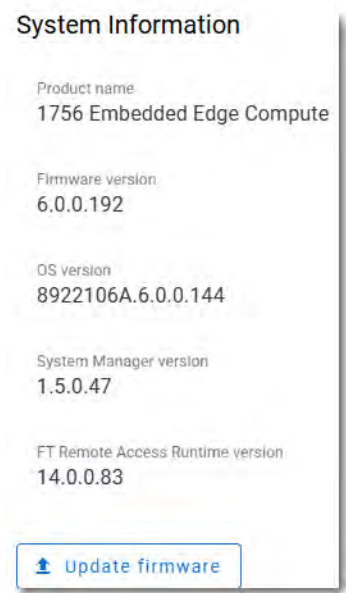 System Information
Product name
1756 Embedded Edge Compute
Firmware version
6.0.0.192
OS version
8922106A.6.0.0.144
System Manager version
1.5.0.47
FT Remote Access Runtime version
14.0.0.83
Update firmware